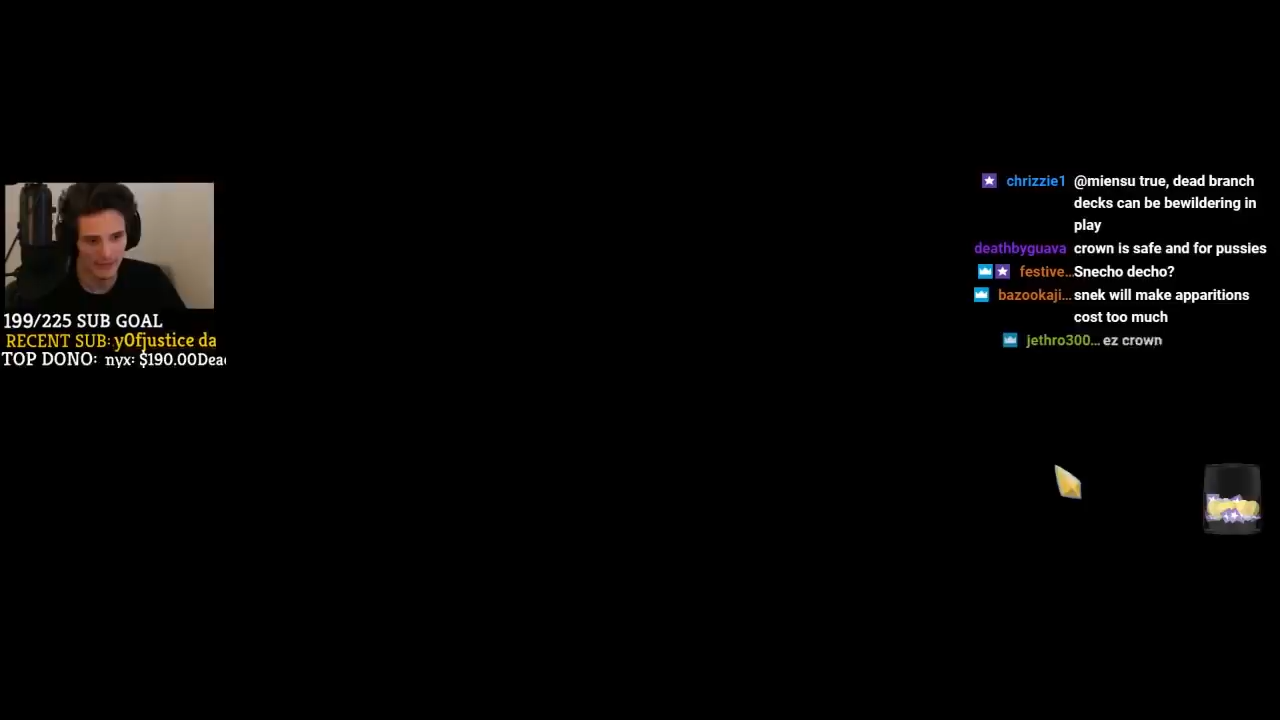 chrizzie1 @miensu true, dead branch
decks can be bewildering in
play
deathbyguava crown is safe and for pussies
festive… Snecho decho?
bazookaji… snek will make apparitions
cost too much
jethro300… ez crown
199/225 SUB GOAL
RECENT SUB: y0fjustice da
TOP DONO: nyx: $190.00Dead